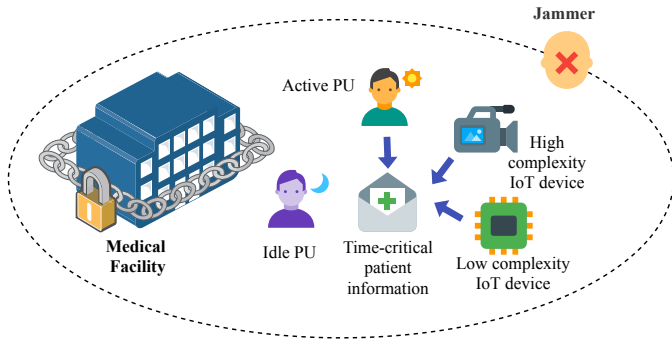 Jammer
Active PU
High
complexity
IoT device
Medical
Facility
Idle PU
Time-critical
patient
information
Low complexity
IoT device